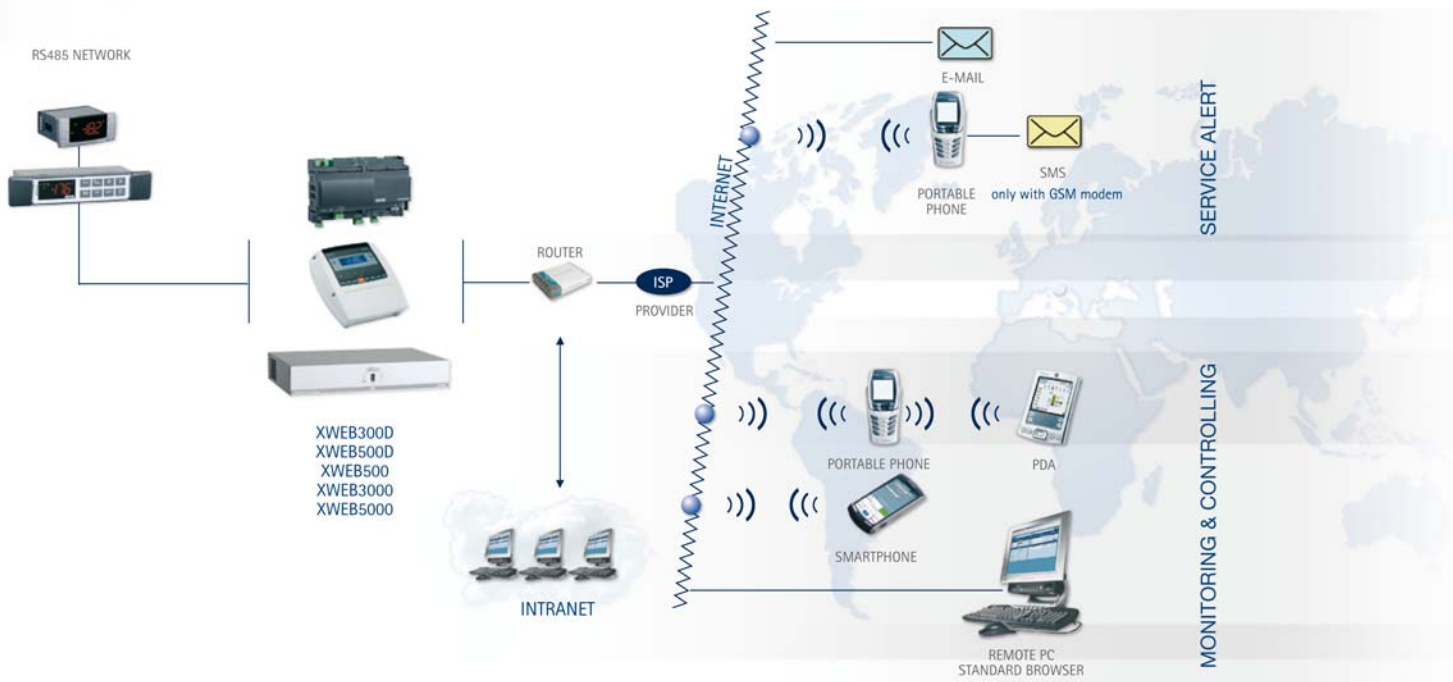 RS485 NETWORK
E-MAIL
PORTABLE
PHONE
SMS
only with GSM modem
SERVICE ALERT
INTERNET
ROUTER
ISP
PROVIDER
XWEB300D
XWEB500D
XWEB500
XWEB3000
XWEB5000
INTRANET
PORTABLE PHONE
PDA
SMARTPHONE
REMOTE PC
STANDARD BROWSER
MONITORING & CONTROLLING